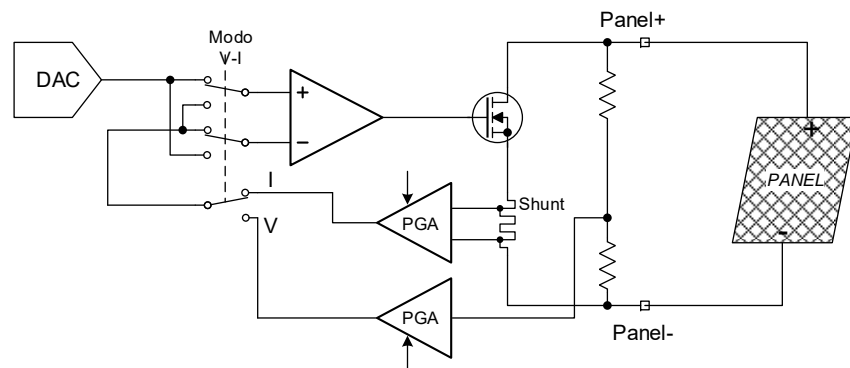 Panel+
Modo
V-I
DAC
+
+
-
PANEL
I
Shunt
PGA
V
-
PGA
Panel-